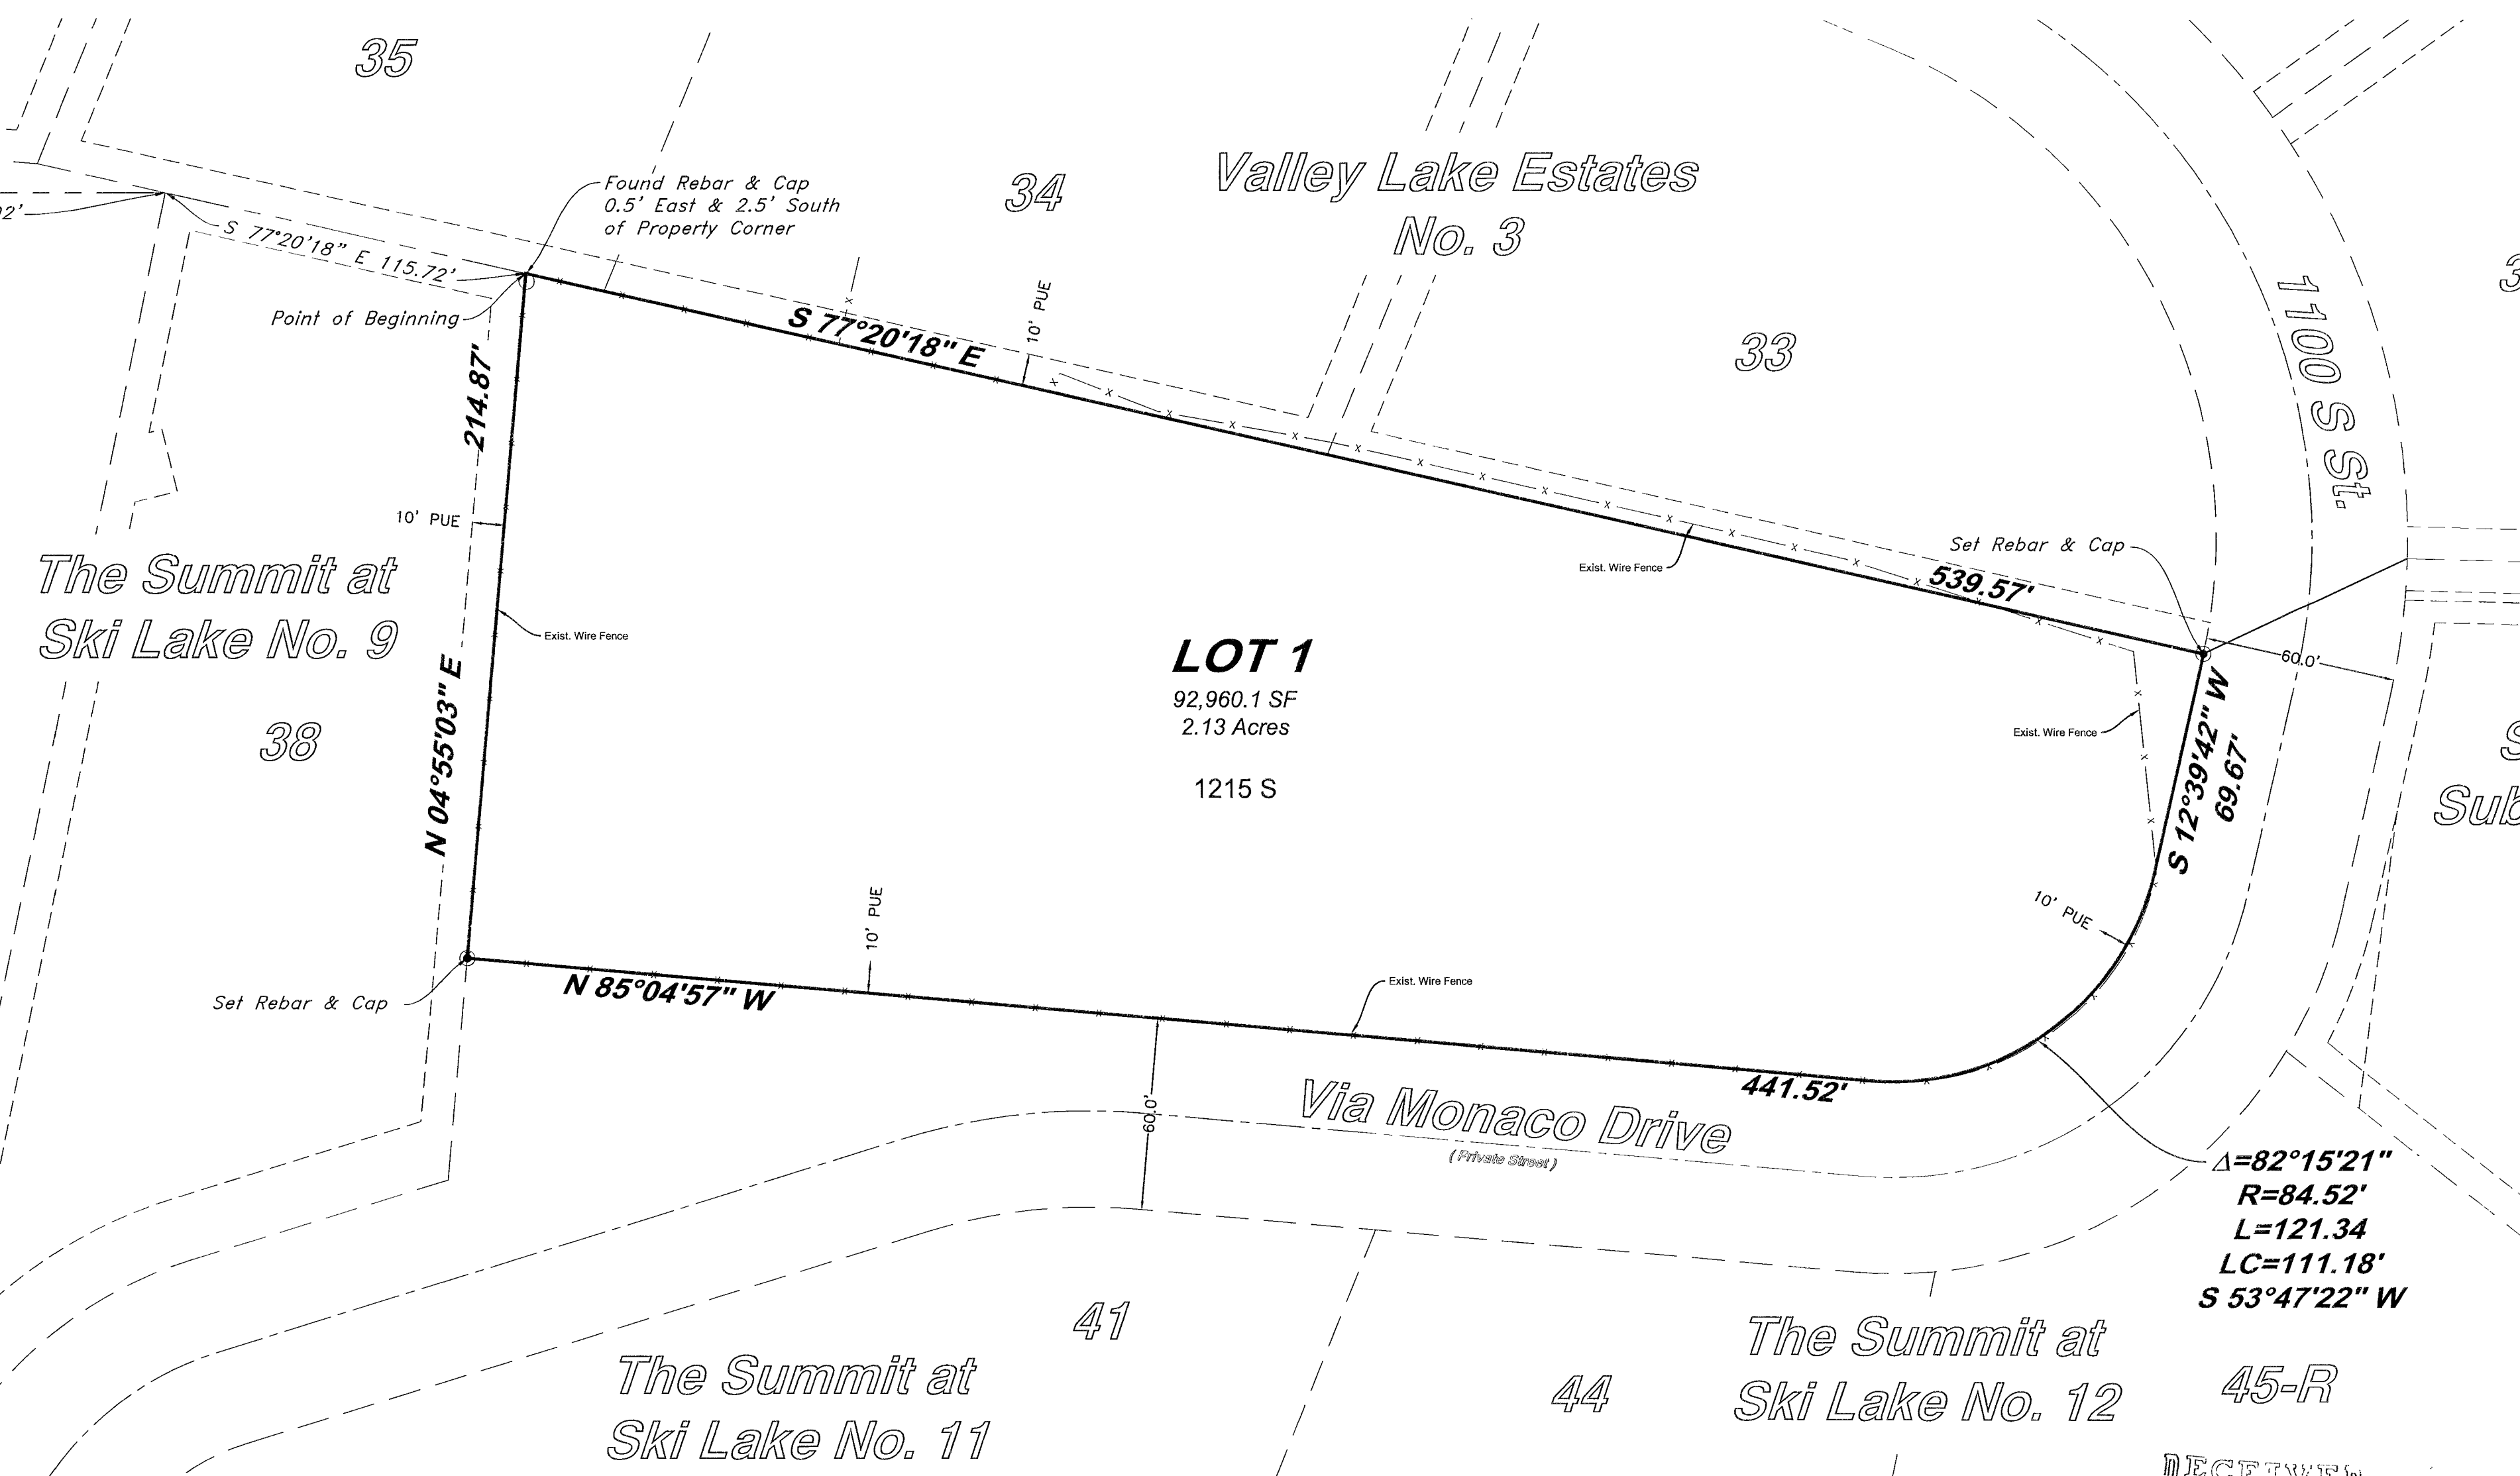 35
Found Rebar & Cap
0.5' East & 2.5' South
of Property Corner
34
Valley Lake Estates
No. 3
2'
S 77°20'18" E 115.72'
Point of Beginning
S 77°20'18" E
10' PUE
33
1100 S St.
214.87'
10' PUE
The Summit at
Ski Lake No. 9
38
N 04°55'03" E
Exist. Wire Fence
Exist. Wire Fence
Set Rebar & Cap
539.57'
60.0'
LOT 1
92,960.1 SF
2.13 Acres
1215 S
Exist. Wire Fence
S 12°39'42" W
69.67'
Sub
10' PUE
10' PUE
Set Rebar & Cap
N 85°04'57" W
Exist. Wire Fence
441.52'
60.0'
Via Monaco Drive
( Private Street )
Δ=82°15'21"
R=84.52'
L=121.34
LC=111.18'
S 53°47'22" W
41
The Summit at
Ski Lake No. 11
44
The Summit at
Ski Lake No. 12
45-R